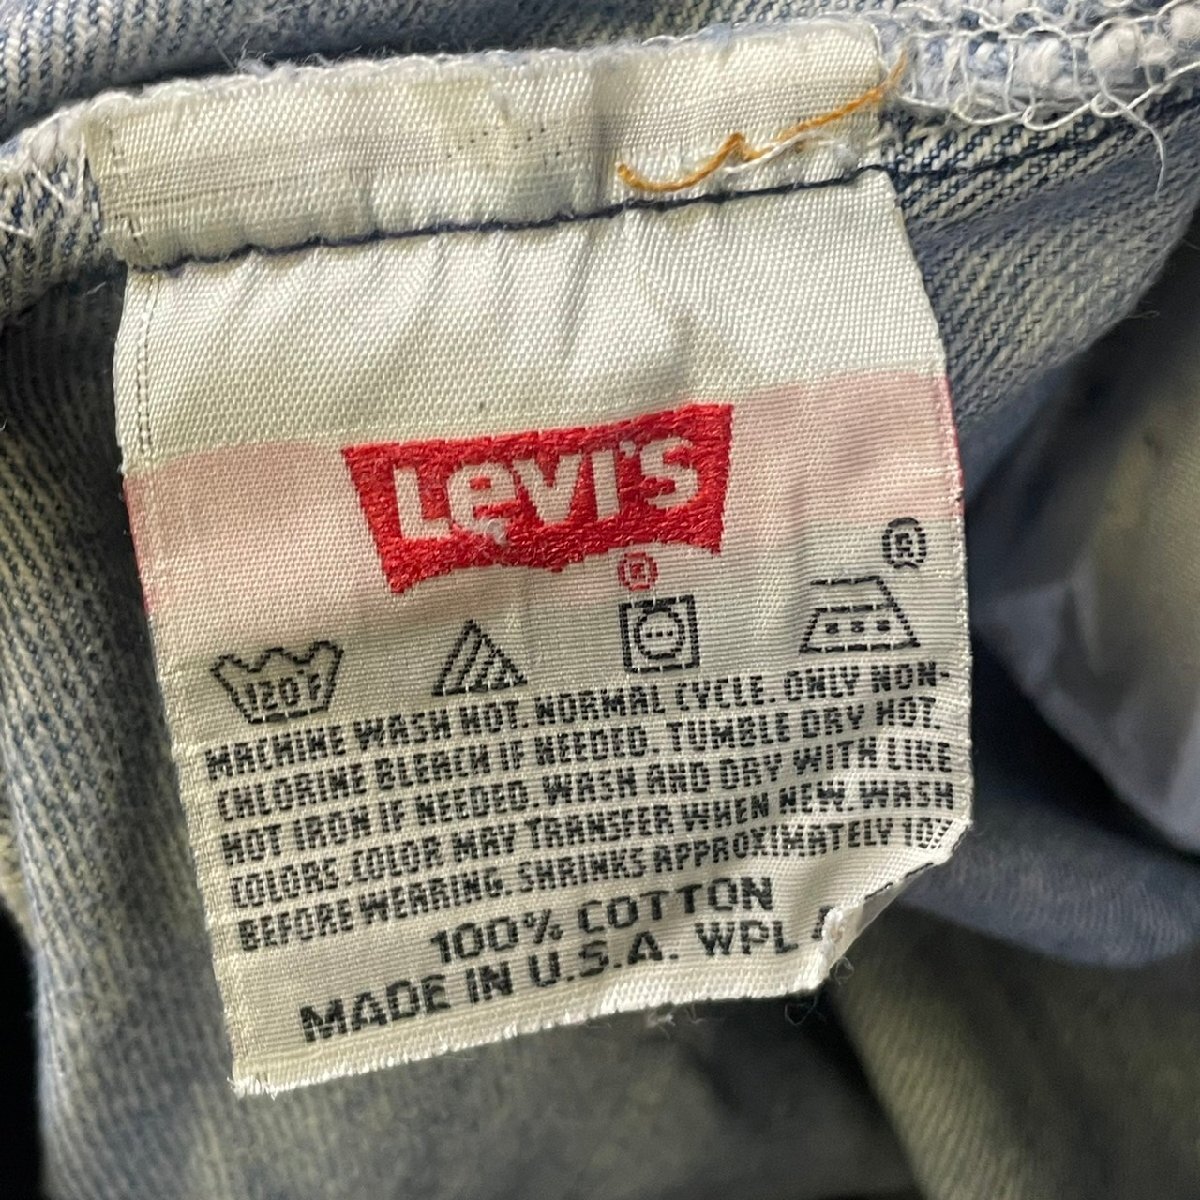 Levi's
®
®
120°F
MACHINE WASH HOT. NORMAL CYCLE. ONLY NON-
CHLORINE BLEACH IF NEEDED. TUMBLE DRY HOT.
HOT IRON IF NEEDED. WASH AND DRY WITH LIKE
COLORS. COLOR MAY TRANSFER WHEN NEW. WASH
BEFORE WEARING. SHRINKS APPROXIMATELY 10%
100% COTTON
MADE IN U.S.A. WPL